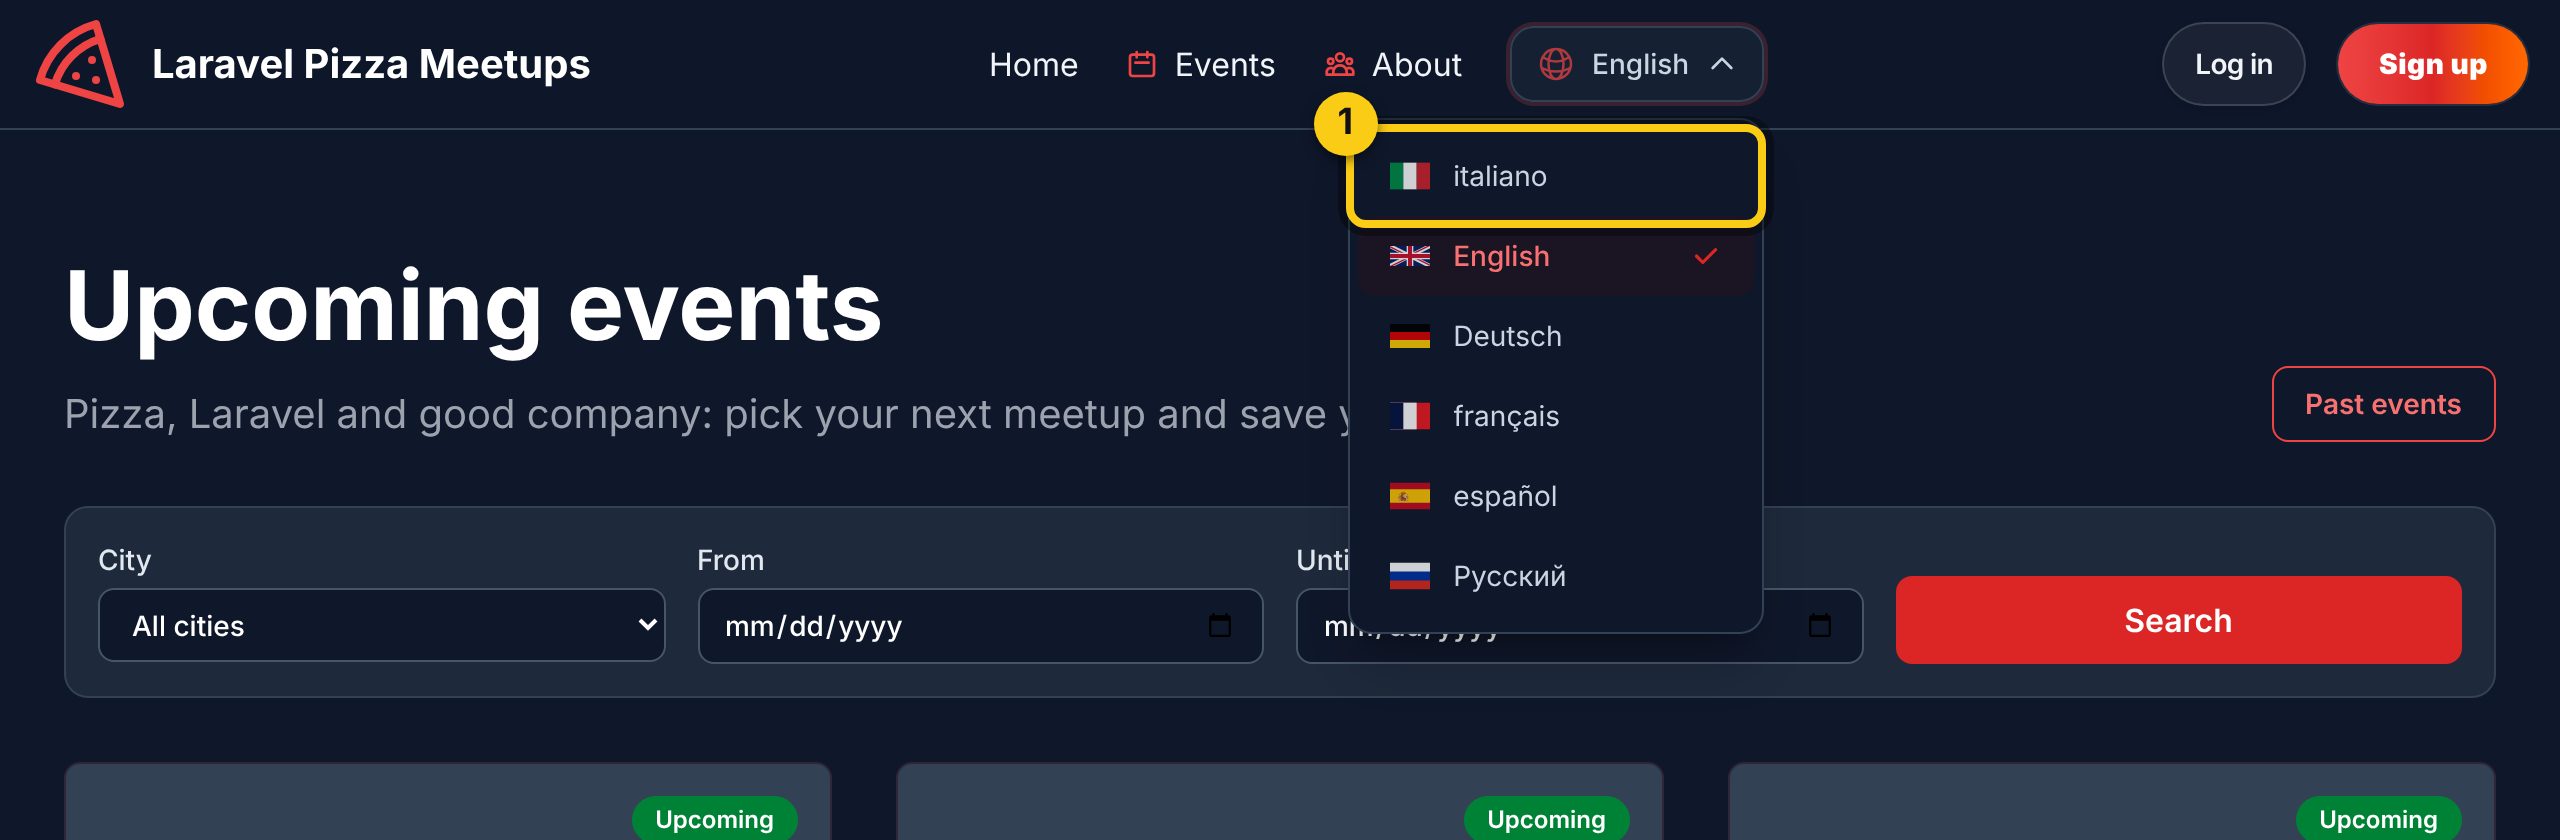 Laravel Pizza Meetups
Home
Events
About
English
Log in
Sign up
1
italiano
English
Deutsch
français
español
Русский
Upcoming events
Pizza, Laravel and good company: pick your next meetup and save
Past events
City
From
All cities
mm/dd/yyyy
Search
Upcoming
Upcoming
Upcoming